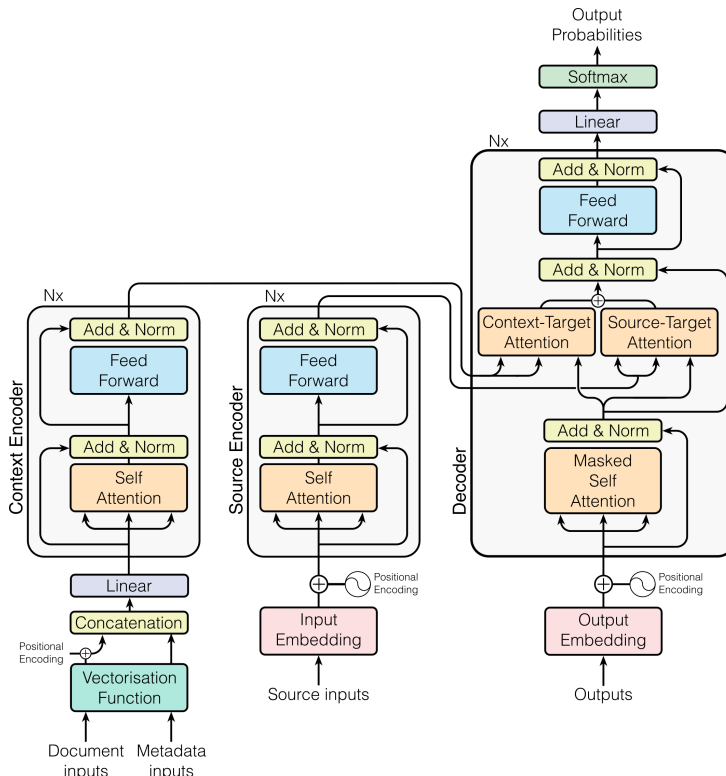 Output
Probabilities
Softmax
Linear
Nx
Add & Norm
Feed
Forward
Add & Norm
Context-Target
Attention
Source-Target
Attention
Add & Norm
Masked
Self
Attention
Decoder
Positional
Encoding
Output
Embedding
Outputs
Nx
Add & Norm
Feed
Forward
Add & Norm
Self
Attention
Source Encoder
Positional
Encoding
Input
Embedding
Source inputs
Nx
Add & Norm
Feed
Forward
Add & Norm
Self
Attention
Context Encoder
Linear
Concatenation
Positional
Encoding
Vectorisation
Function
Document
inputs
Metadata
inputs